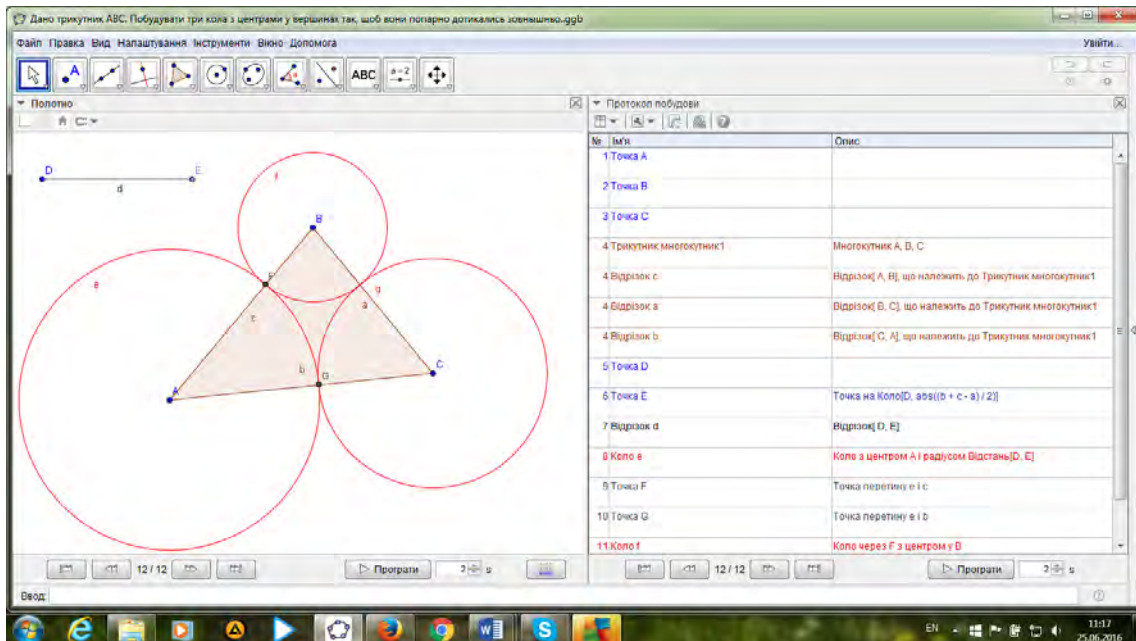 Дано трикутник ABC. Побудувати три кола з центрами у вершинах так, щоб вони попарно дотикались зовнішньо..ggb
Файл Правка Вид Налаштування Інструменти Вікно Допомога
Увійти...
A
ABC
a=2
Полотно
D
E
d
f
B
e
F
g
c
a
b
G
C
A
12 / 12
Програти
2
s
Протокол побудови
№ Ім'я Опис
1 Точка A
2 Точка B
3 Точка C
4 Трикутник многокутник1 Многокутник A, B, C
4 Відрізок c Відрізок[ A, B], що належить до Трикутник многокутник1
4 Відрізок a Відрізок[ B, C], що належить до Трикутник многокутник1
4 Відрізок b Відрізок[ C, A], що належить до Трикутник многокутник1
5 Точка D
6 Точка E Точка на Коло[D, abs((b + c - a) / 2)]
7 Відрізок d Відрізок[ D, E]
8 Коло e Коло з центром A і радіусом Відстань[D, E]
9 Точка F Точка перетину e і c
10 Точка G Точка перетину e і b
11 Коло f Коло через F з центром у B
12 / 12
Програти
2
s
Ввод:
EN
11:17
25.06.2016